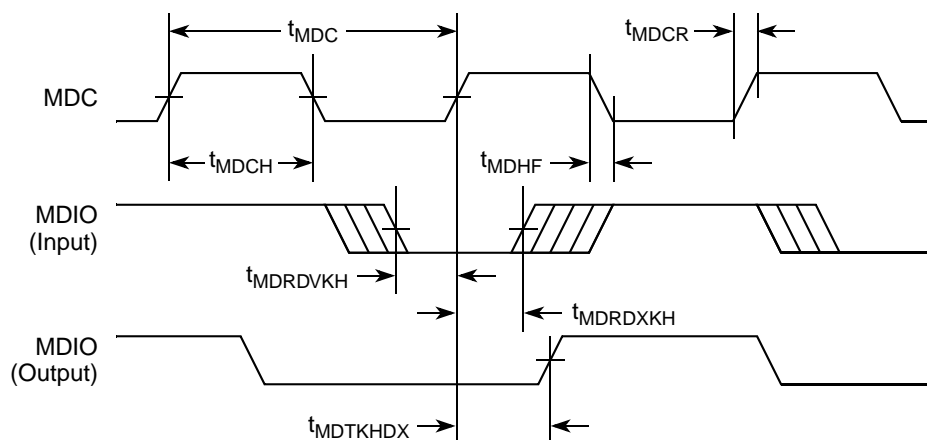 tMDC
tMDCR
MDC
tMDCH
tMDHF
MDIO
(Input)
tMDRDVKH
tMDRDXKH
MDIO
(Output)
tMDTKHDX